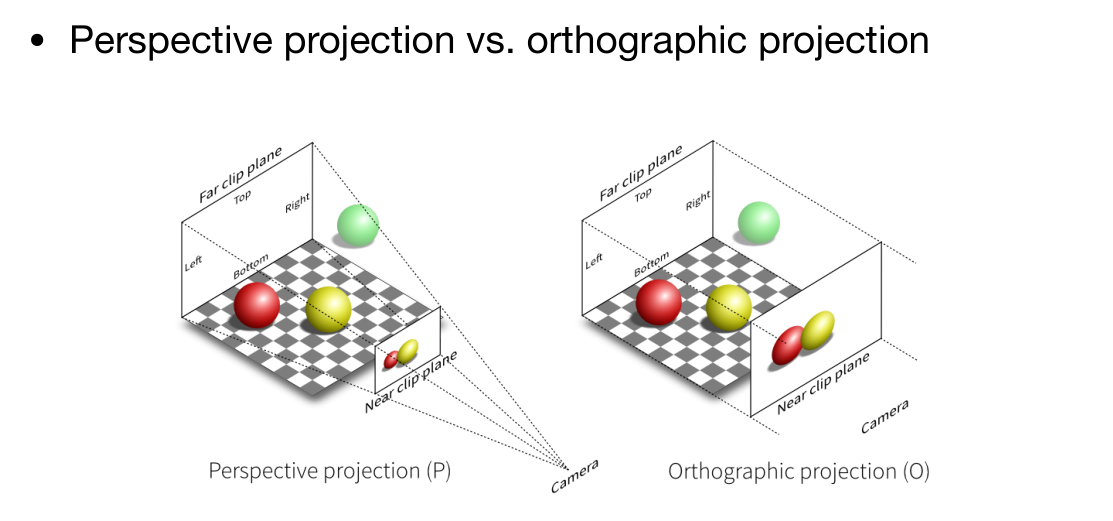 • Perspective projection vs. orthographic projection
Far clip plane
Top
Right
Left
Bottom
Near clip plane
Camera
Perspective projection (P)
Far clip plane
Top
Right
Left
Bottom
Near clip plane
Camera
Orthographic projection (O)